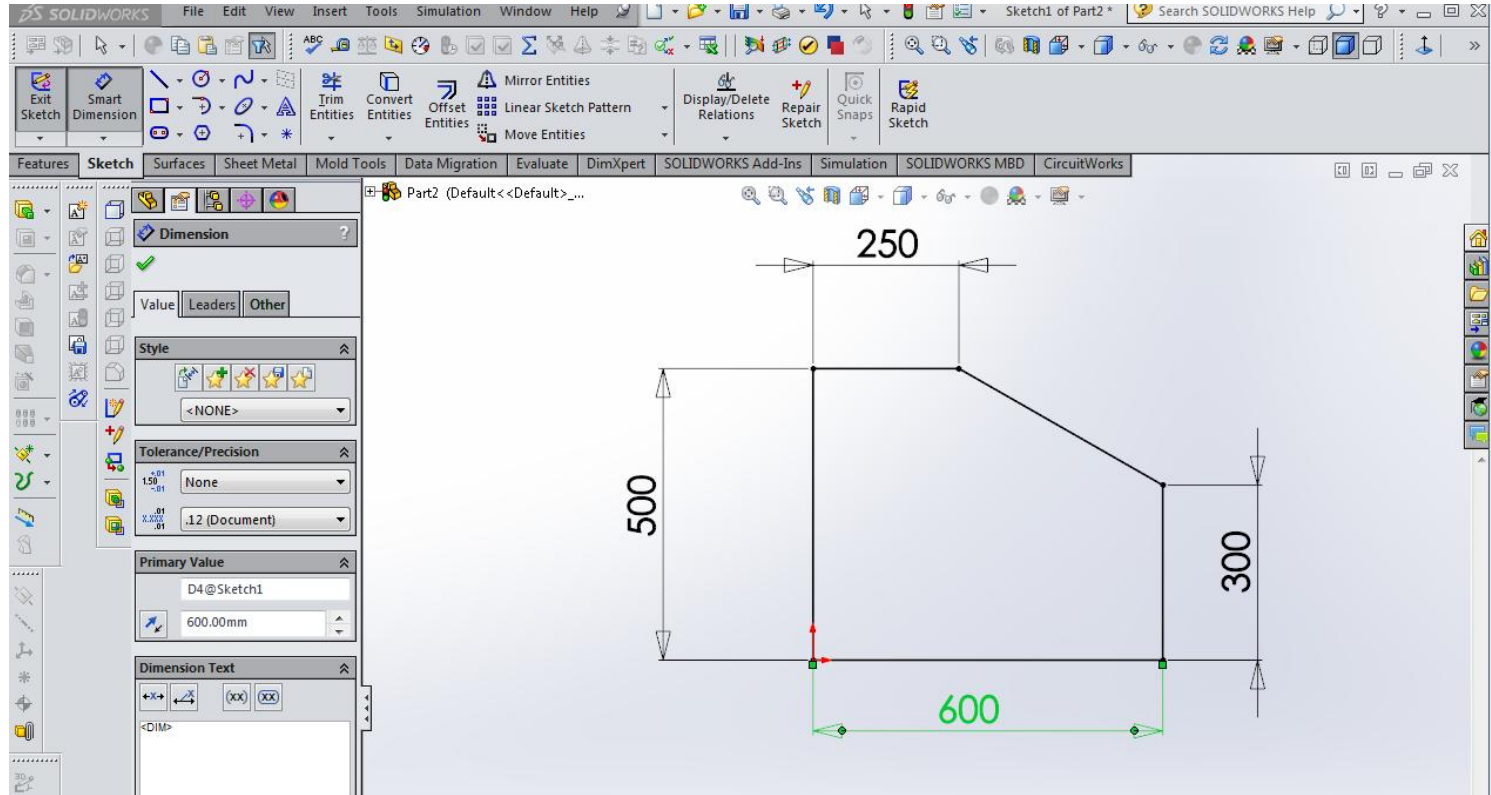 SOLIDWORKS File Edit View Insert Tools Simulation Window Help Sketch1 of Part2 * Search SOLIDWORKS Help ?
ABC
Exit Sketch
Smart Dimension
Trim Entities
Convert Entities
Offset Entities
Mirror Entities
Linear Sketch Pattern
Move Entities
Display/Delete Relations
Repair Sketch
Quick Snaps
Rapid Sketch
Features Sketch Surfaces Sheet Metal Mold Tools Data Migration Evaluate DimXpert SOLIDWORKS Add-Ins Simulation SOLIDWORKS MBD CircuitWorks
Part2 (Default<<Default>_...
Dimension ?
Value Leaders Other
Style
<NONE>
Tolerance/Precision
None
.12 (Document)
Primary Value
D4@Sketch1
600.00mm
Dimension Text
(xx) (xx)
<DIM>
250
500
300
600